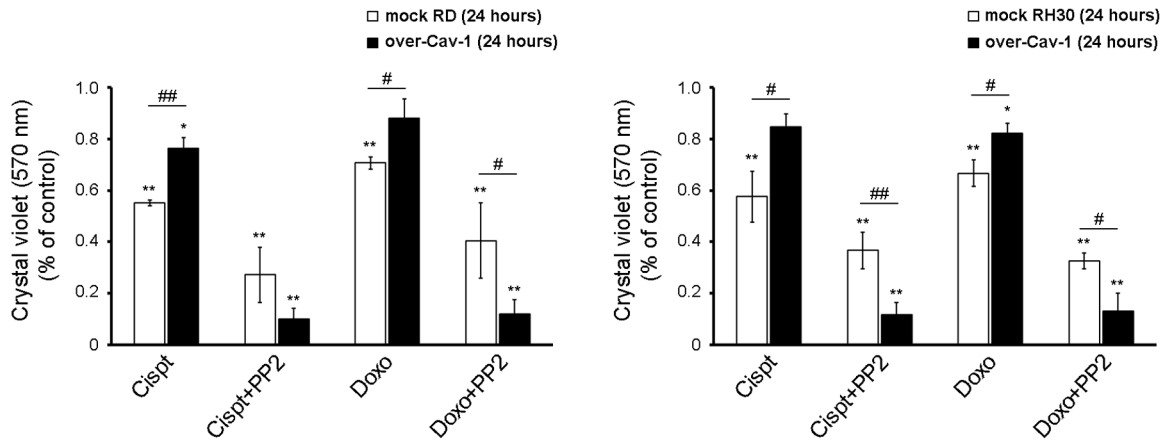 mock RD (24 hours)
over-Cav-1 (24 hours)
Crystal violet (570 nm)
(% of control)
1.0
0.8
0.6
0.4
0.2
0
##
*
**
**
**
#
**
#
**
**
Cispt
Cispt+PP2
Doxo
Doxo+PP2
mock RH30 (24 hours)
over-Cav-1 (24 hours)
Crystal violet (570 nm)
(% of control)
1.0
0.8
0.6
0.4
0.2
0
#
**
##
**
**
#
*
**
#
**
**
Cispt
Cispt+PP2
Doxo
Doxo+PP2